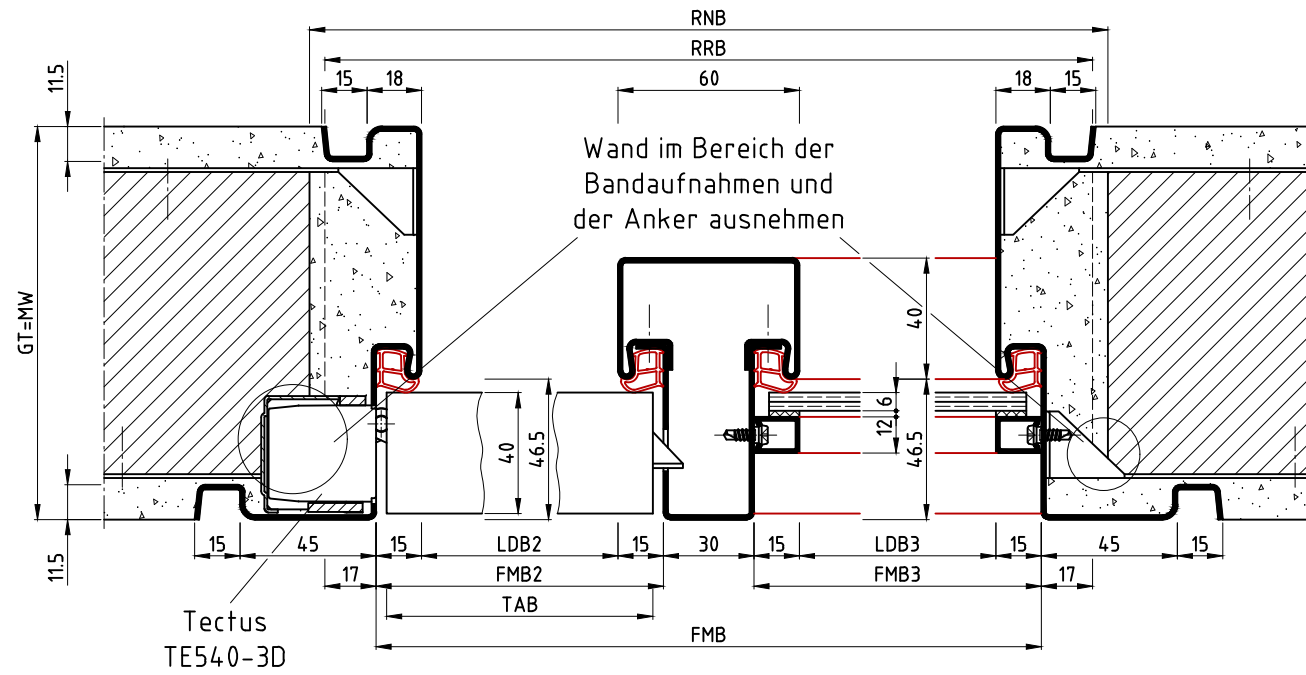 RNB
RRB
15
18
60
18
15
11.5
Wand im Bereich der
Bandaufnahmen und
der Anker ausnehmen
GT=MW
40
6
12
40
46.5
46.5
11.5
15
45
15
LDB2
15
30
15
LDB3
15
45
15
17
FMB2
FMB3
17
TAB
FMB
Tectus
TE540-3D